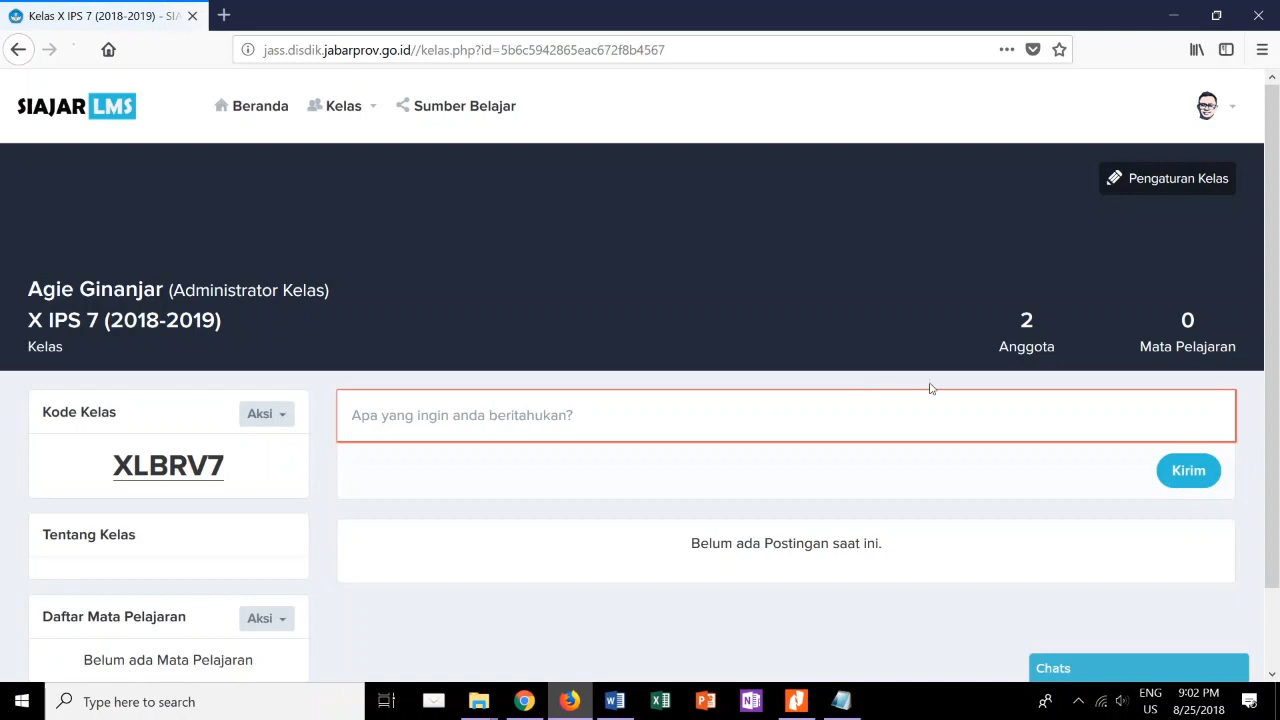 Kelas X IPS 7 (2018-2019) - SIA
jass.disdik.jabarprov.go.id//kelas.php?id=5b6c5942865eac672f8b4567
SIAJAR LMS
Beranda
Kelas
Sumber Belajar
Pengaturan Kelas
Agie Ginanjar (Administrator Kelas)
X IPS 7 (2018-2019)
Kelas
2
Anggota
0
Mata Pelajaran
Kode Kelas
Aksi
XLBRV7
Tentang Kelas
Daftar Mata Pelajaran
Aksi
Belum ada Mata Pelajaran
Apa yang ingin anda beritahukan?
Kirim
Belum ada Postingan saat ini.
Chats
Type here to search
ENG
US
9:02 PM
8/25/2018